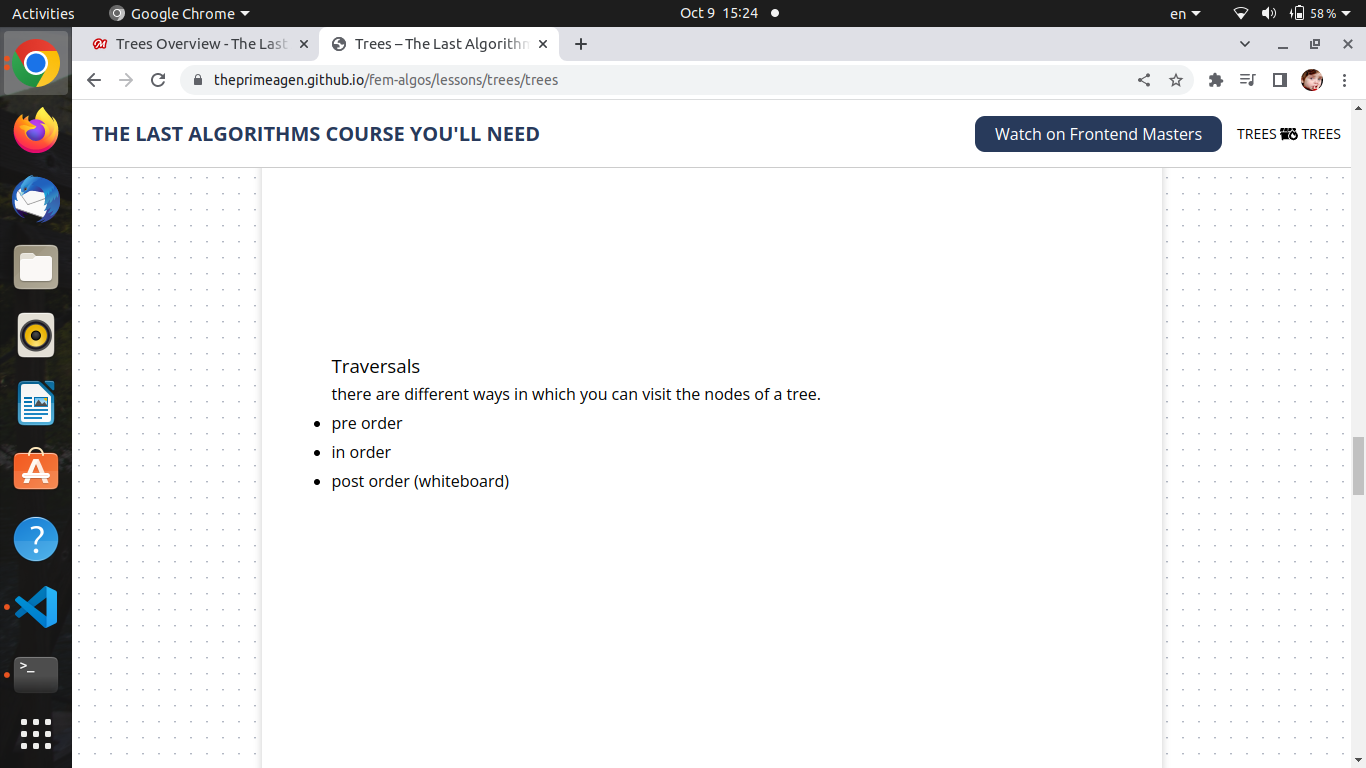 Activities
Google Chrome
Oct 9 15:24
en
58 %
Trees Overview - The Last
Trees – The Last Algorithm
theprimeagen.github.io/fem-algos/lessons/trees/trees
THE LAST ALGORITHMS COURSE YOU'LL NEED
Watch on Frontend Masters
TREES TREES
Traversals
there are different ways in which you can visit the nodes of a tree.
pre order
in order
post order (whiteboard)